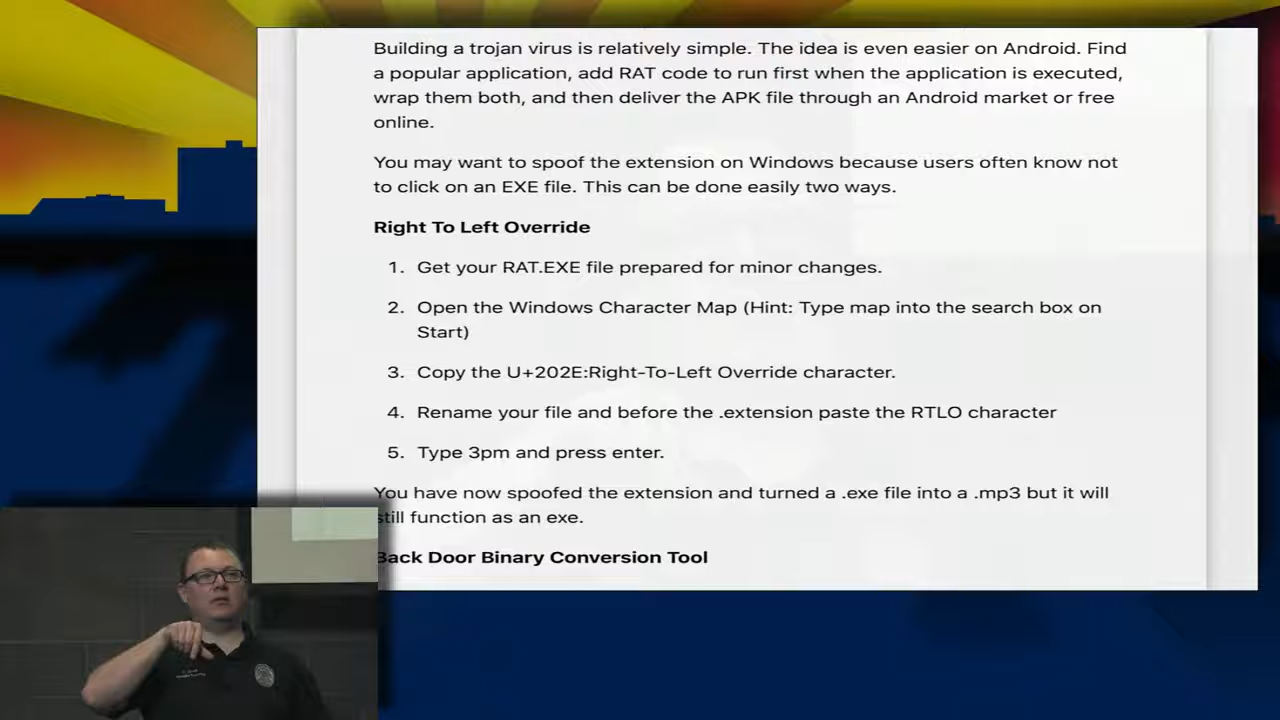 Building a trojan virus is relatively simple. The idea is even easier on Android. Find
a popular application, add RAT code to run first when the application is executed,
wrap them both, and then deliver the APK file through an Android market or free
online.
You may want to spoof the extension on Windows because users often know not
to click on an EXE file. This can be done easily two ways.
Right To Left Override
1. Get your RAT.EXE file prepared for minor changes.
2. Open the Windows Character Map (Hint: Type map into the search box on
Start)
3. Copy the U+202E:Right-To-Left Override character.
4. Rename your file and before the .extension paste the RTLO character
5. Type 3pm and press enter.
You have now spoofed the extension and turned a .exe file into a .mp3 but it will
still function as an exe.
Back Door Binary Conversion Tool